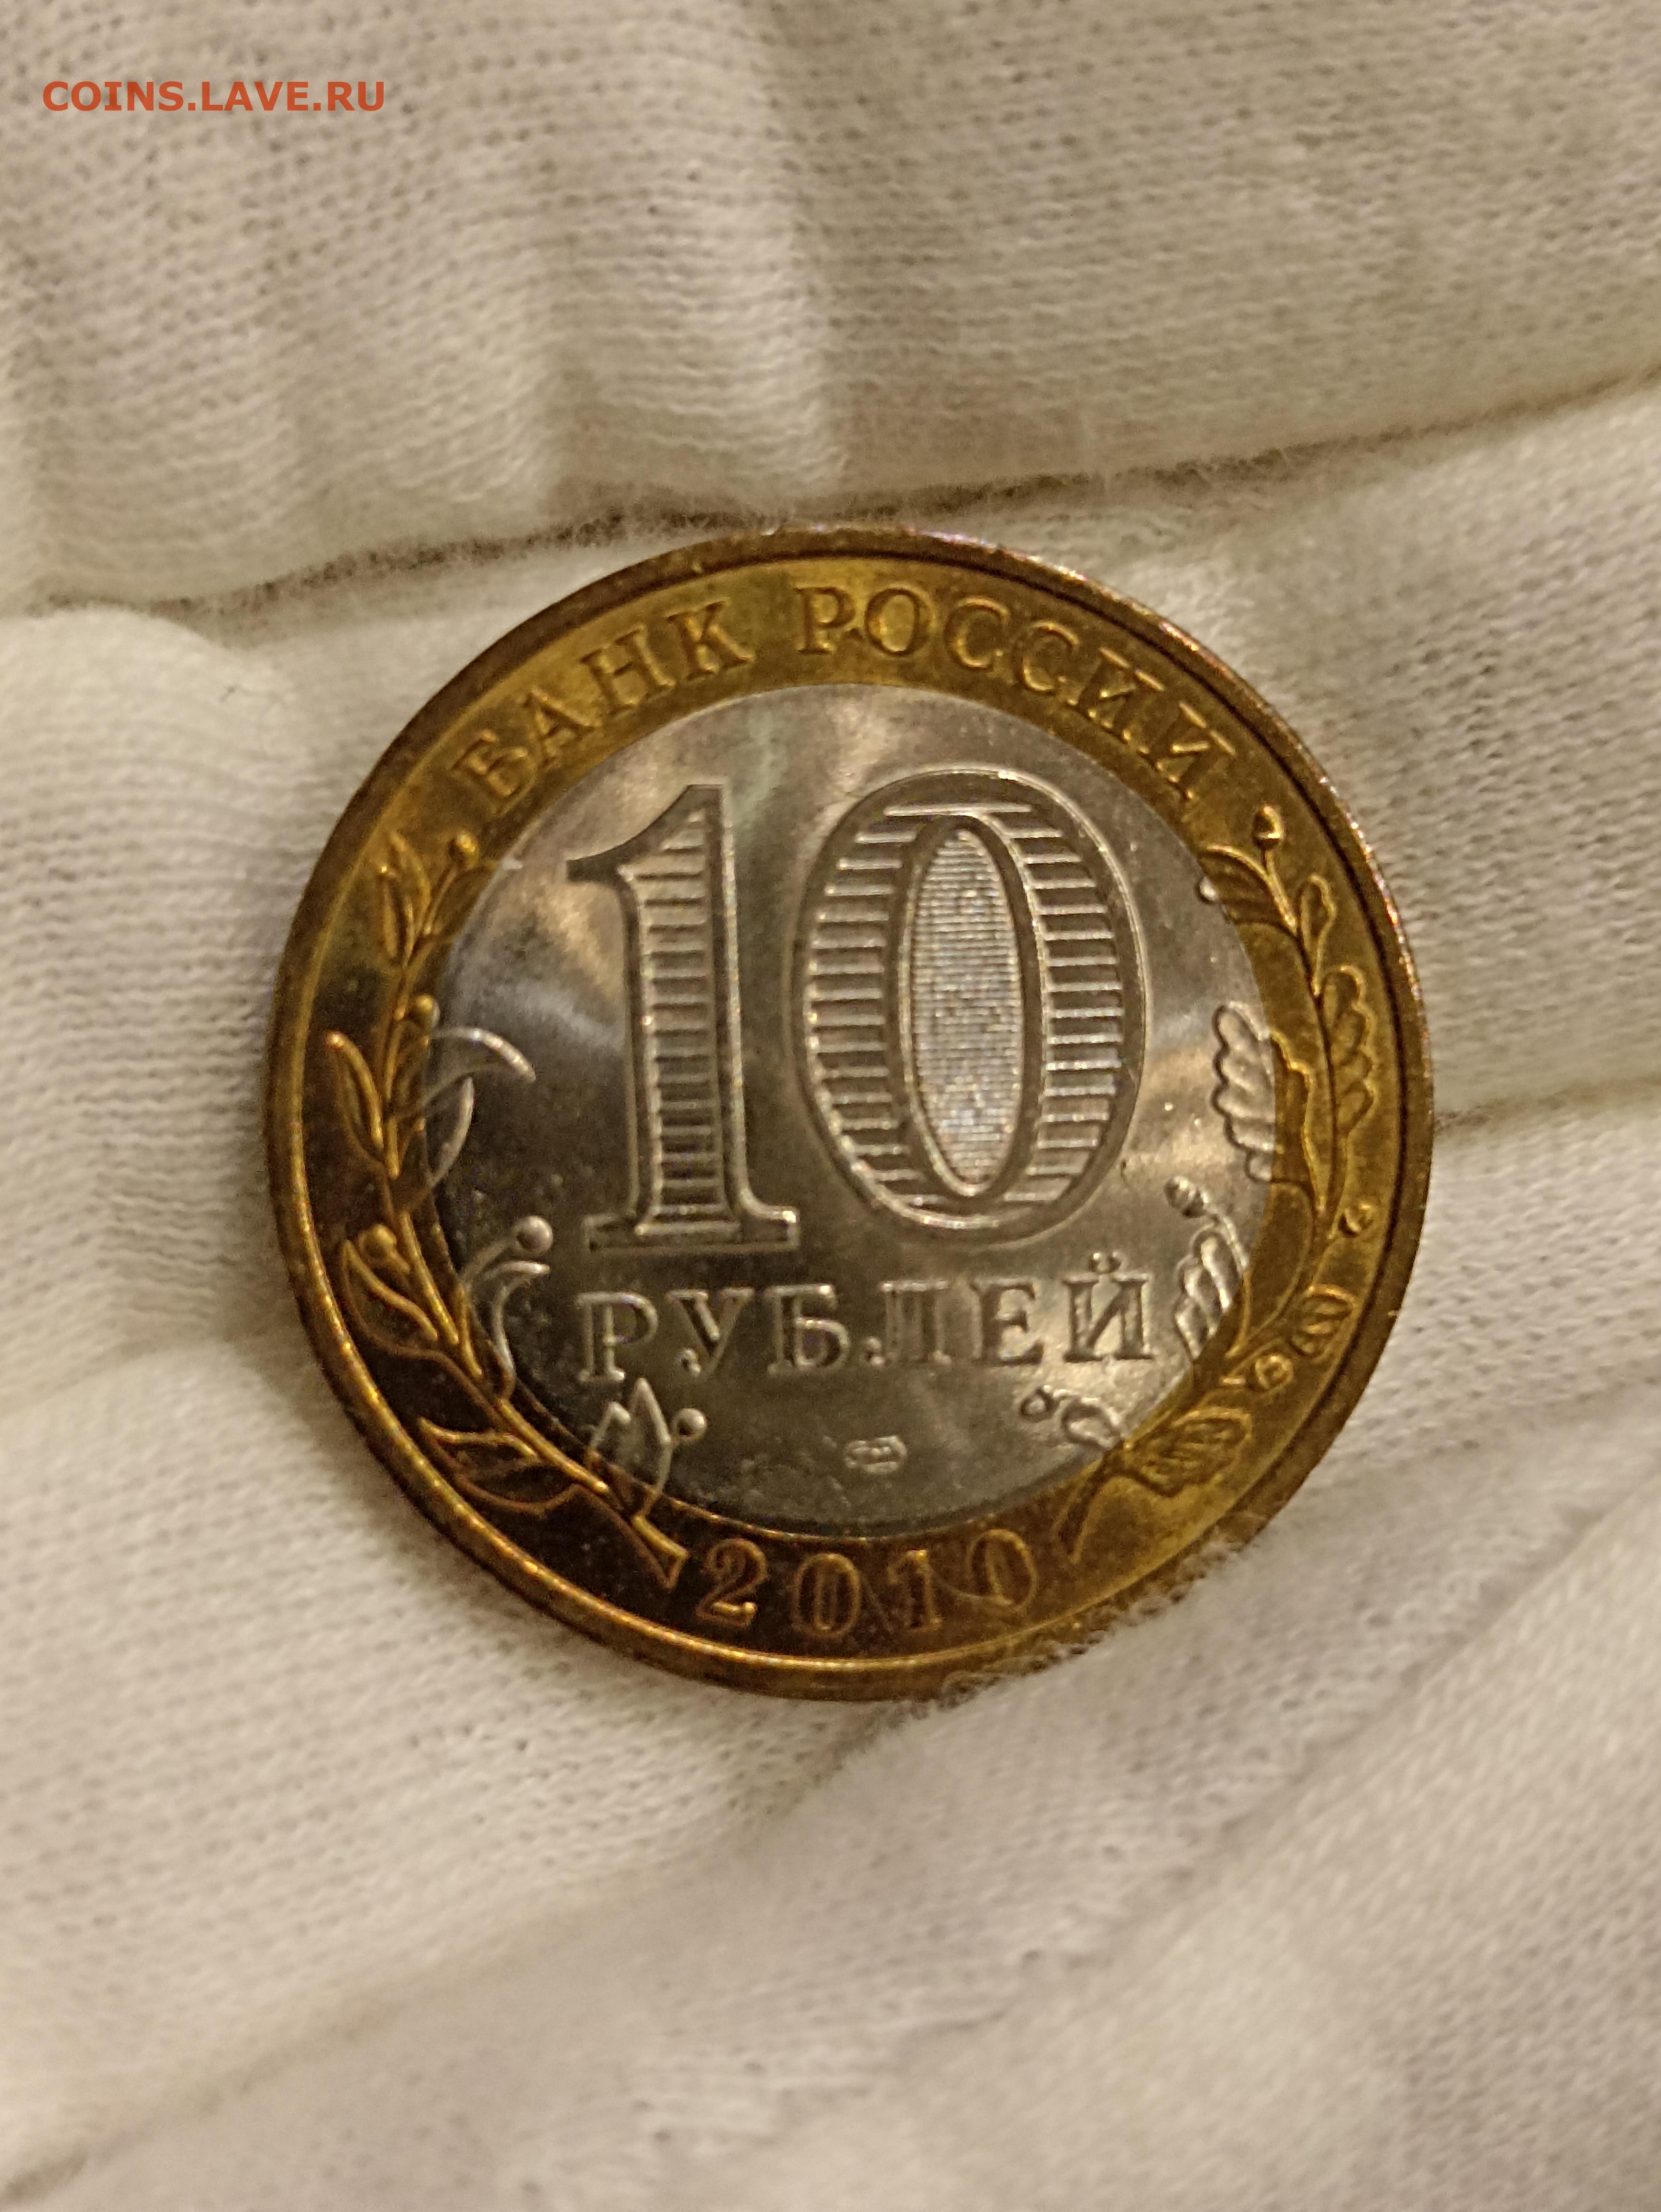 COINS.LAVE.RU
БАНК РОССИИ
10
РУБЛЕЙ
2010